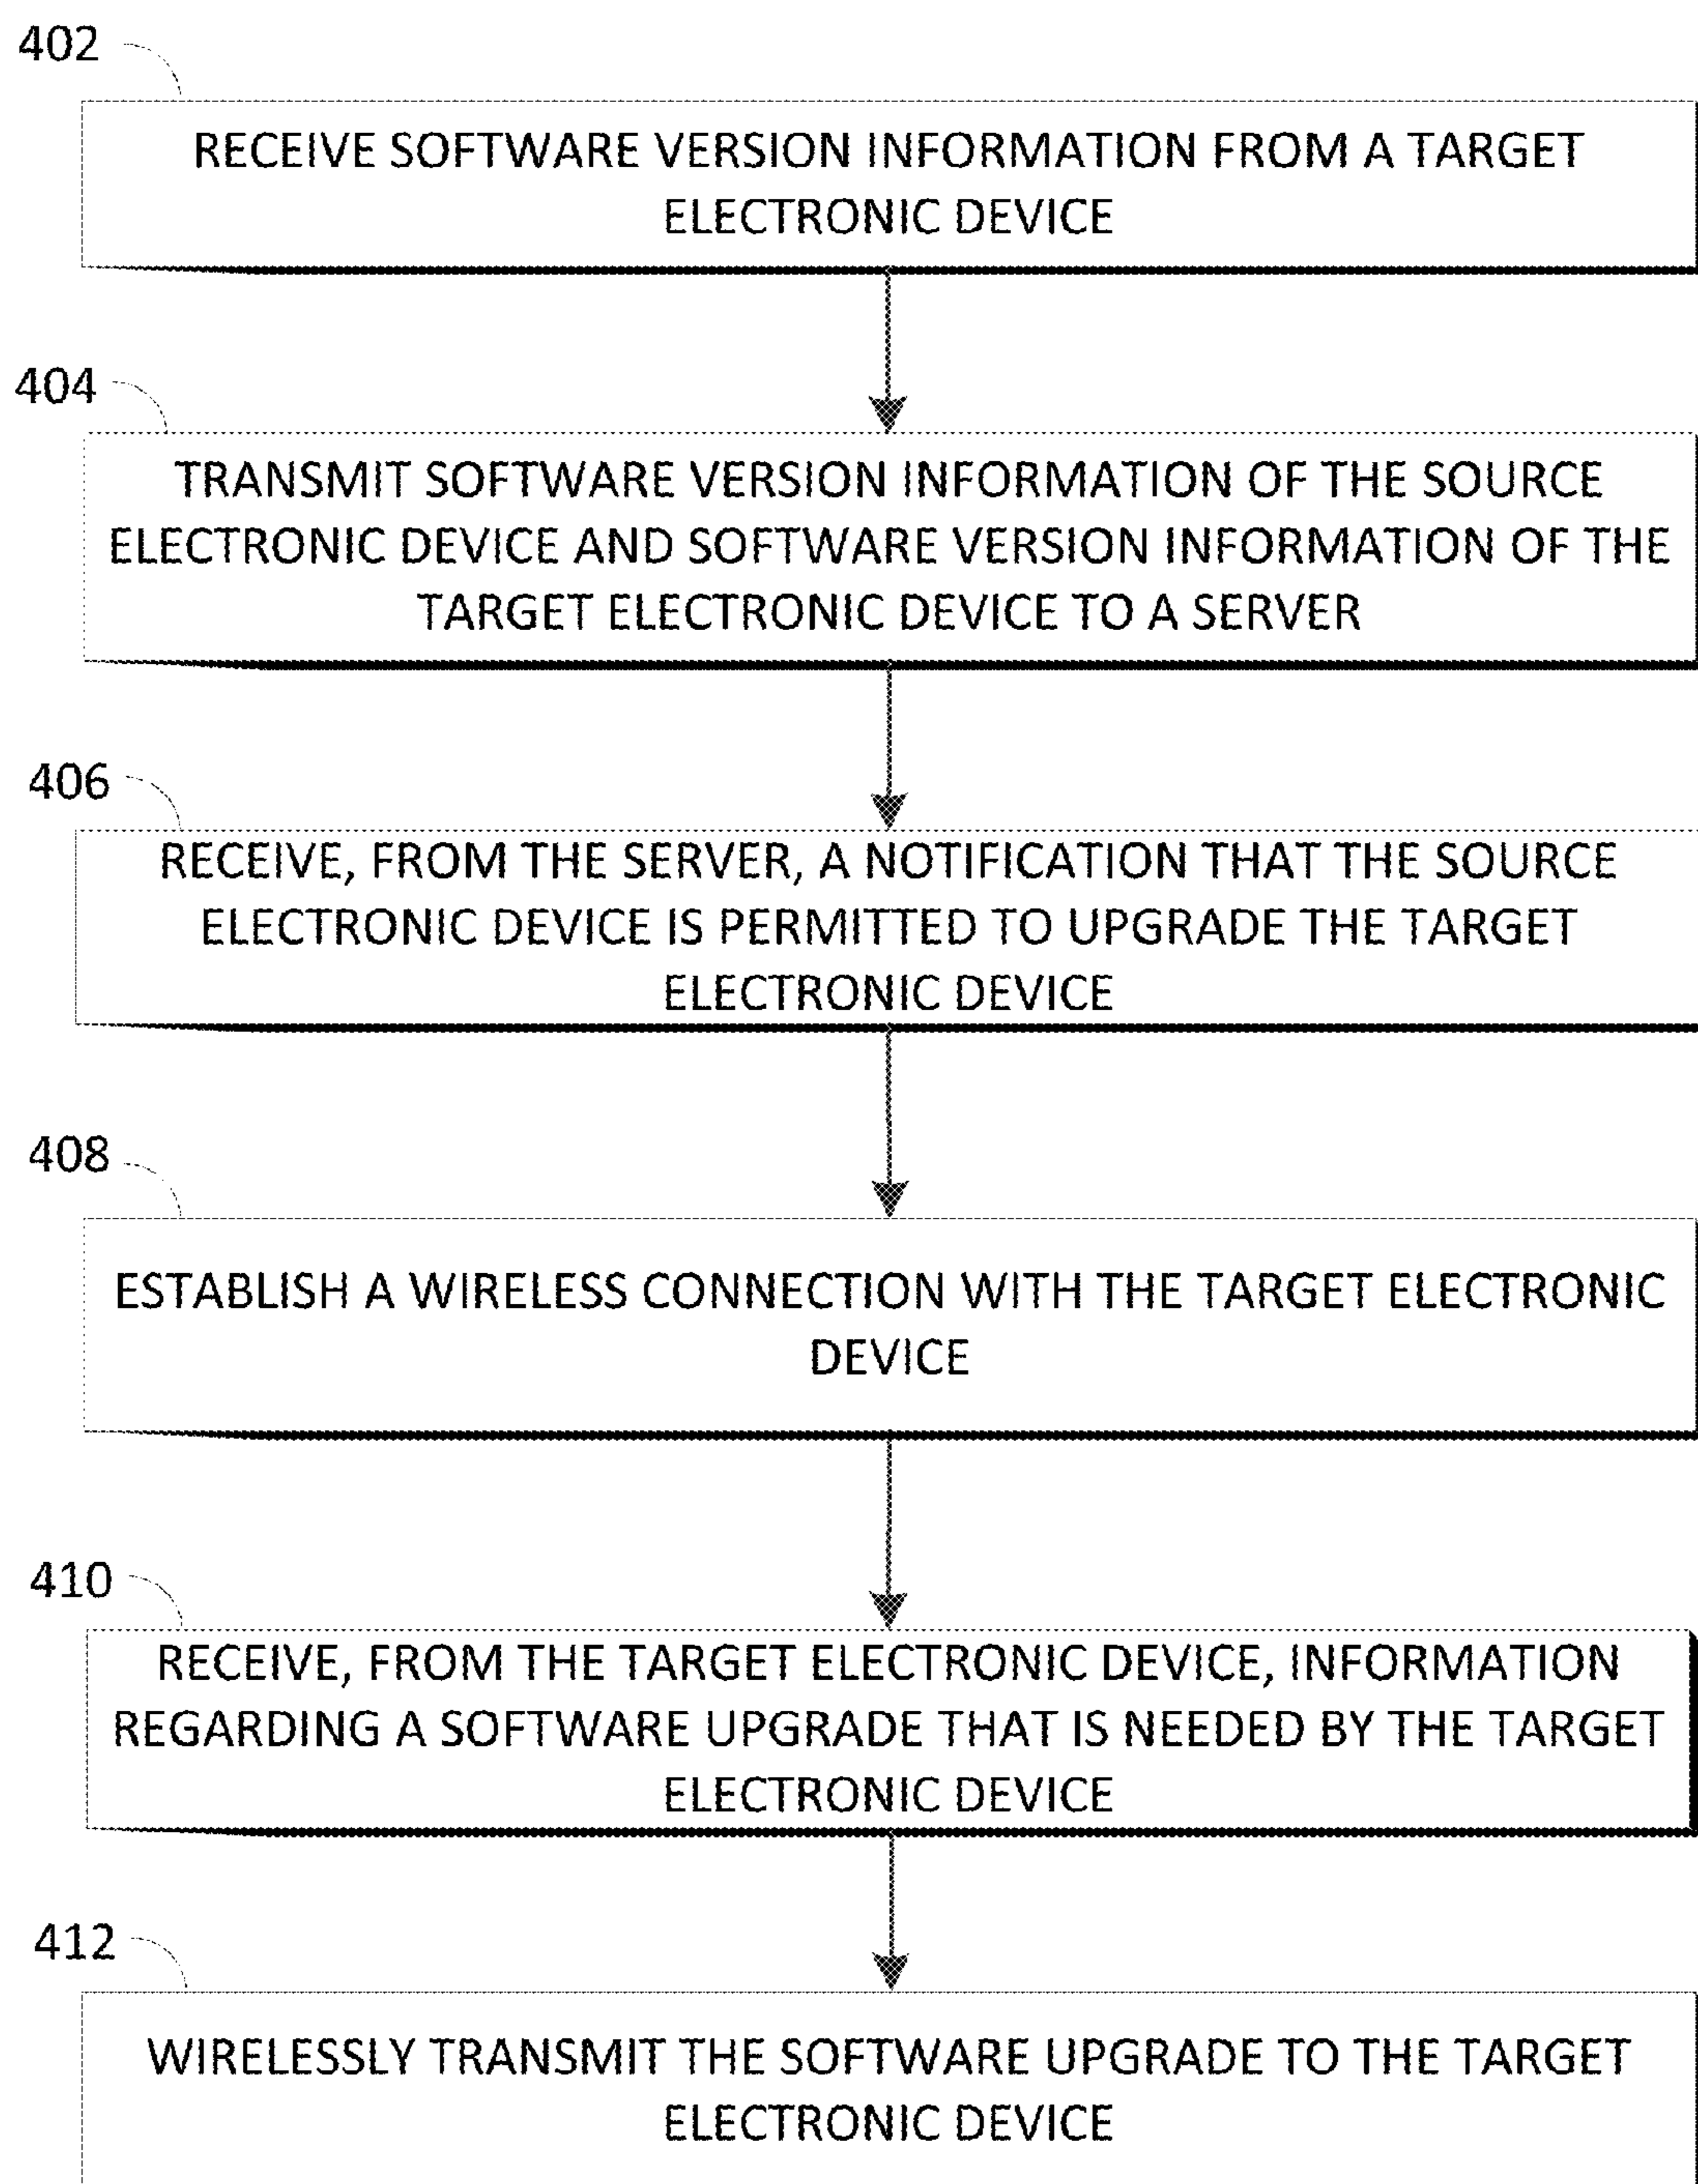 402
RECEIVE SOFTWARE VERSION INFORMATION FROM A TARGET
ELECTRONIC DEVICE
404
TRANSMIT SOFTWARE VERSION INFORMATION OF THE SOURCE
ELECTRONIC DEVICE AND SOFTWARE VERSION INFORMATION OF THE
TARGET ELECTRONIC DEVICE TO A SERVER
406
RECEIVE, FROM THE SERVER, A NOTIFICATION THAT THE SOURCE
ELECTRONIC DEVICE IS PERMITTED TO UPGRADE THE TARGET
ELECTRONIC DEVICE
408
ESTABLISH A WIRELESS CONNECTION WITH THE TARGET ELECTRONIC
DEVICE
410
RECEIVE, FROM THE TARGET ELECTRONIC DEVICE, INFORMATION
REGARDING A SOFTWARE UPGRADE THAT IS NEEDED BY THE TARGET
ELECTRONIC DEVICE
412
WIRELESSLY TRANSMIT THE SOFTWARE UPGRADE TO THE TARGET
ELECTRONIC DEVICE